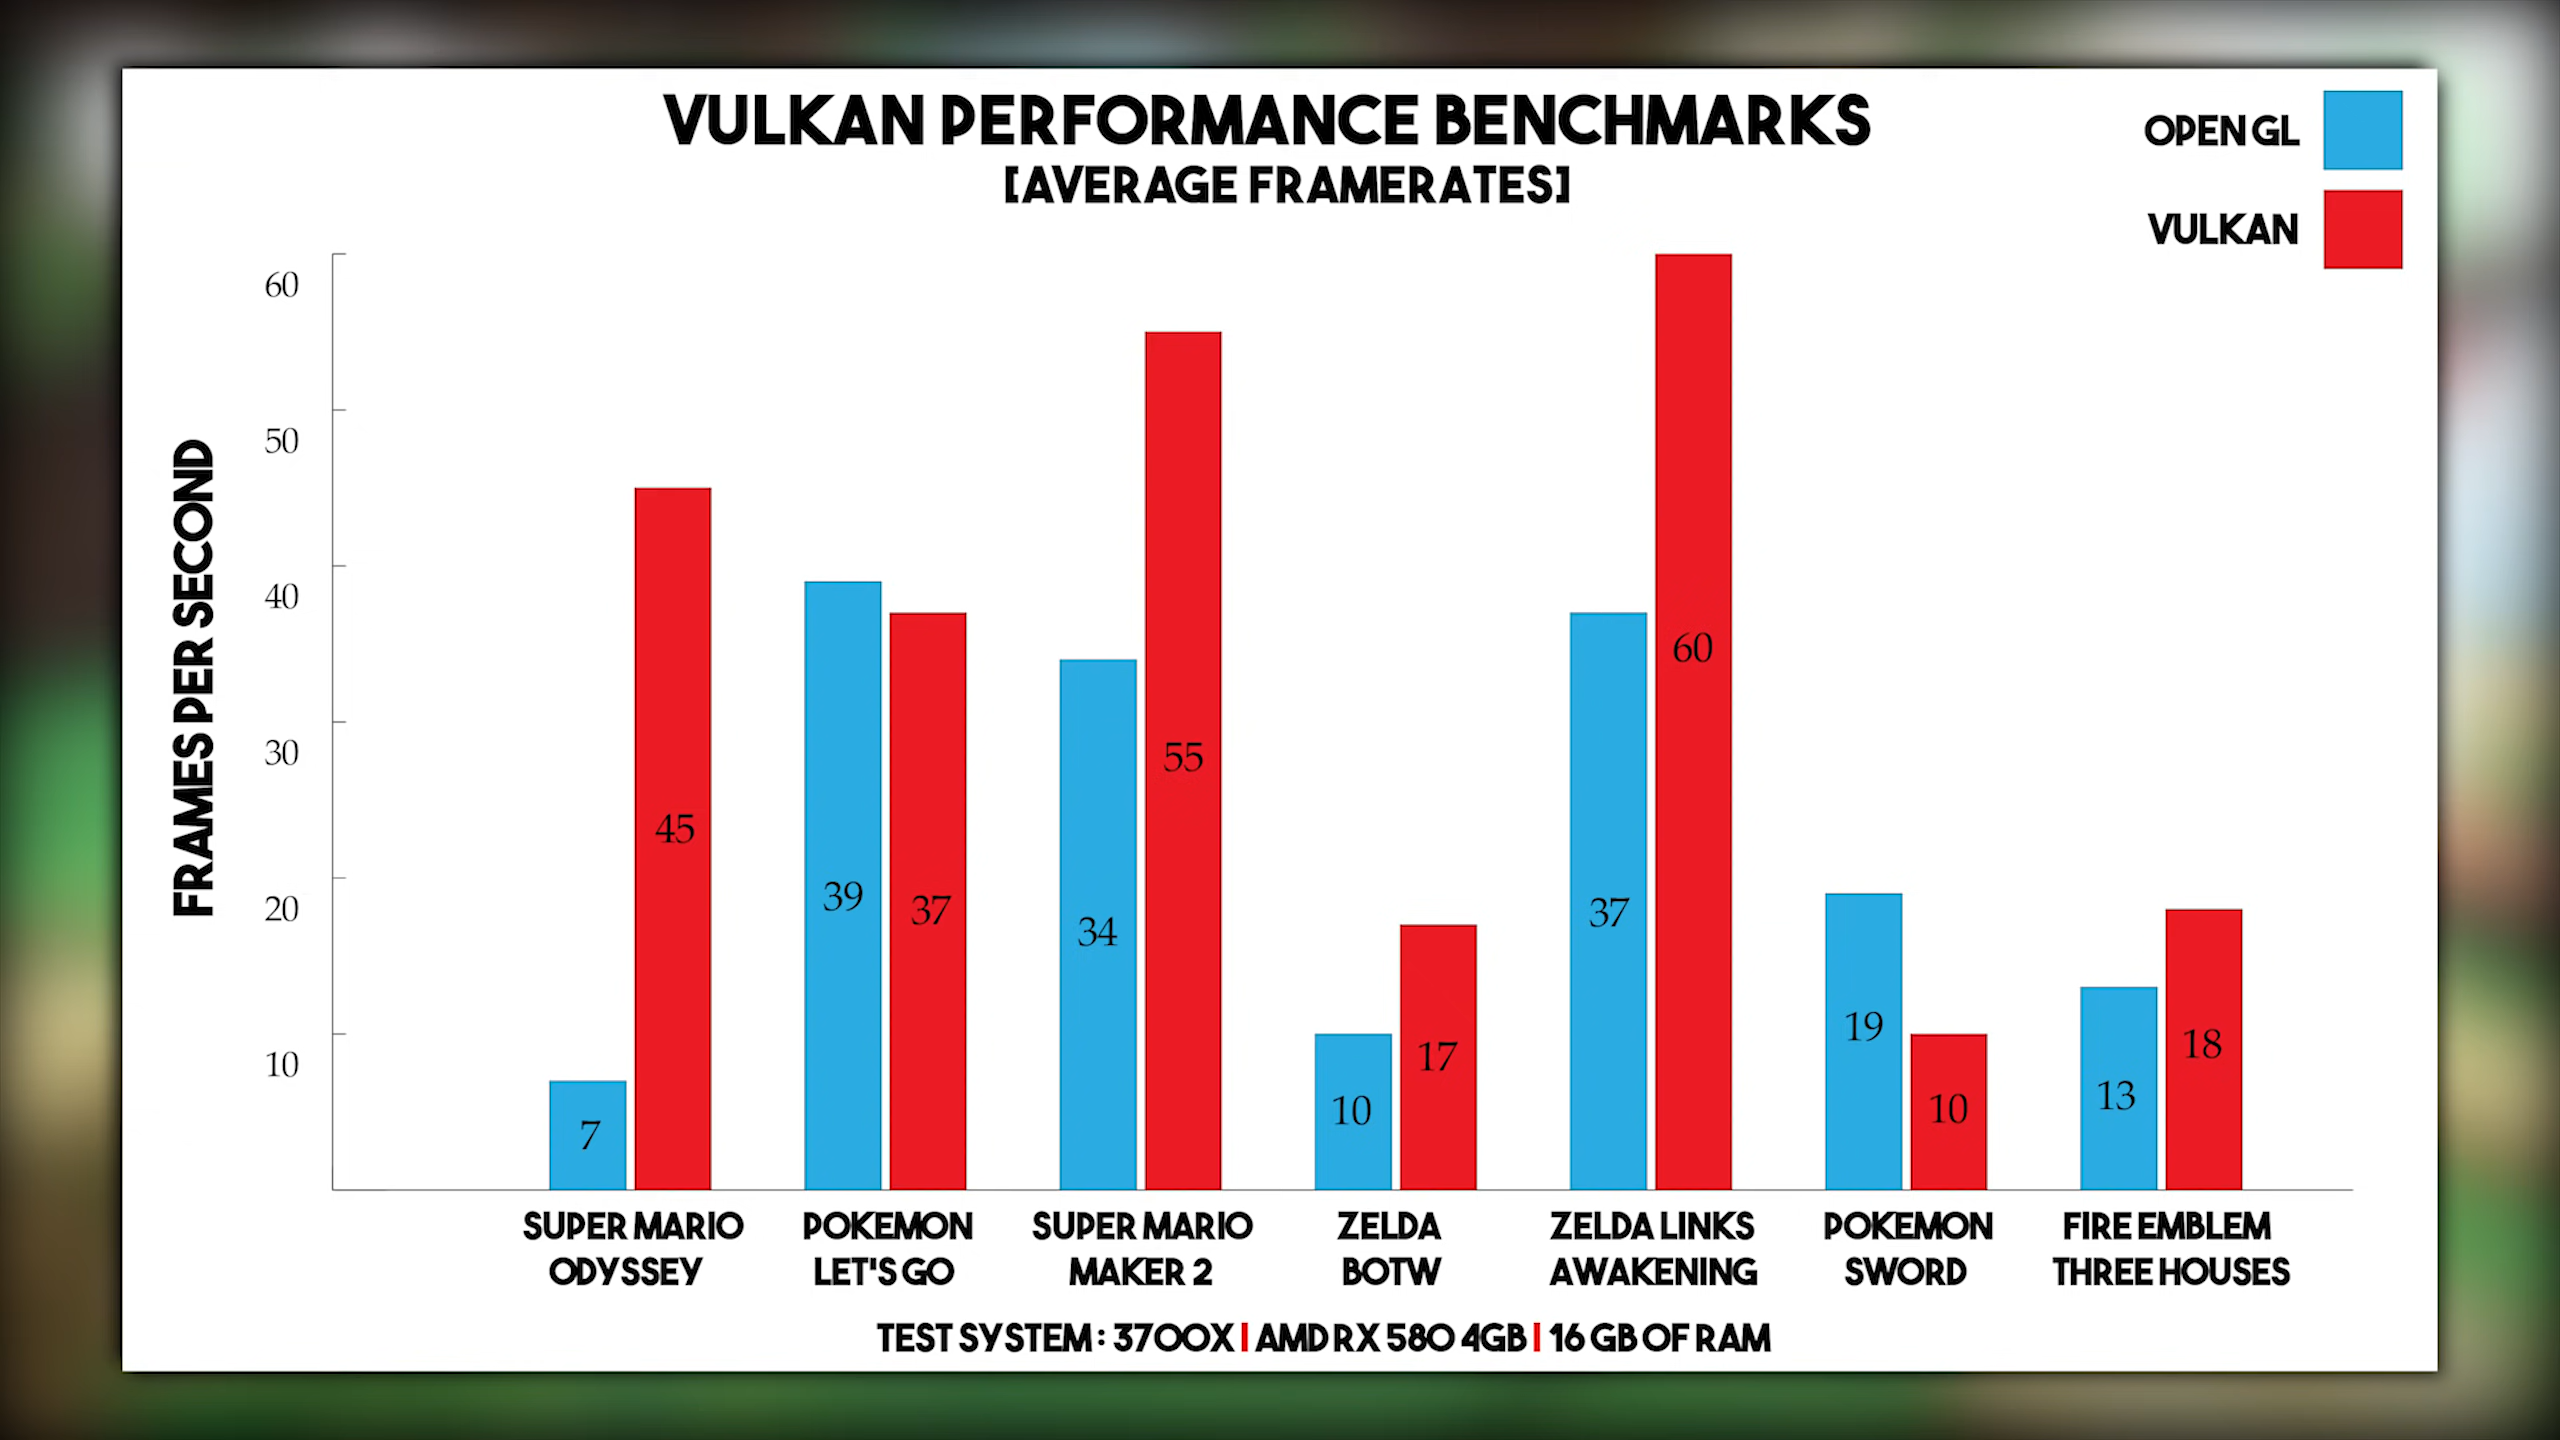 VULKAN PERFORMANCE BENCHMARKS
[AVERAGE FRAMERATES]
OPEN GL
VULKAN
FRAMES PER SECOND
60
50
40
30
20
10
7
45
39
37
34
55
10
17
37
60
19
10
13
18
SUPER MARIO
ODYSSEY
POKEMON
LET'S GO
SUPER MARIO
MAKER 2
ZELDA
BOTW
ZELDA LINKS
AWAKENING
POKEMON
SWORD
FIRE EMBLEM
THREE HOUSES
TEST SYSTEM : 3700X | AMD RX 580 4GB | 16 GB OF RAM